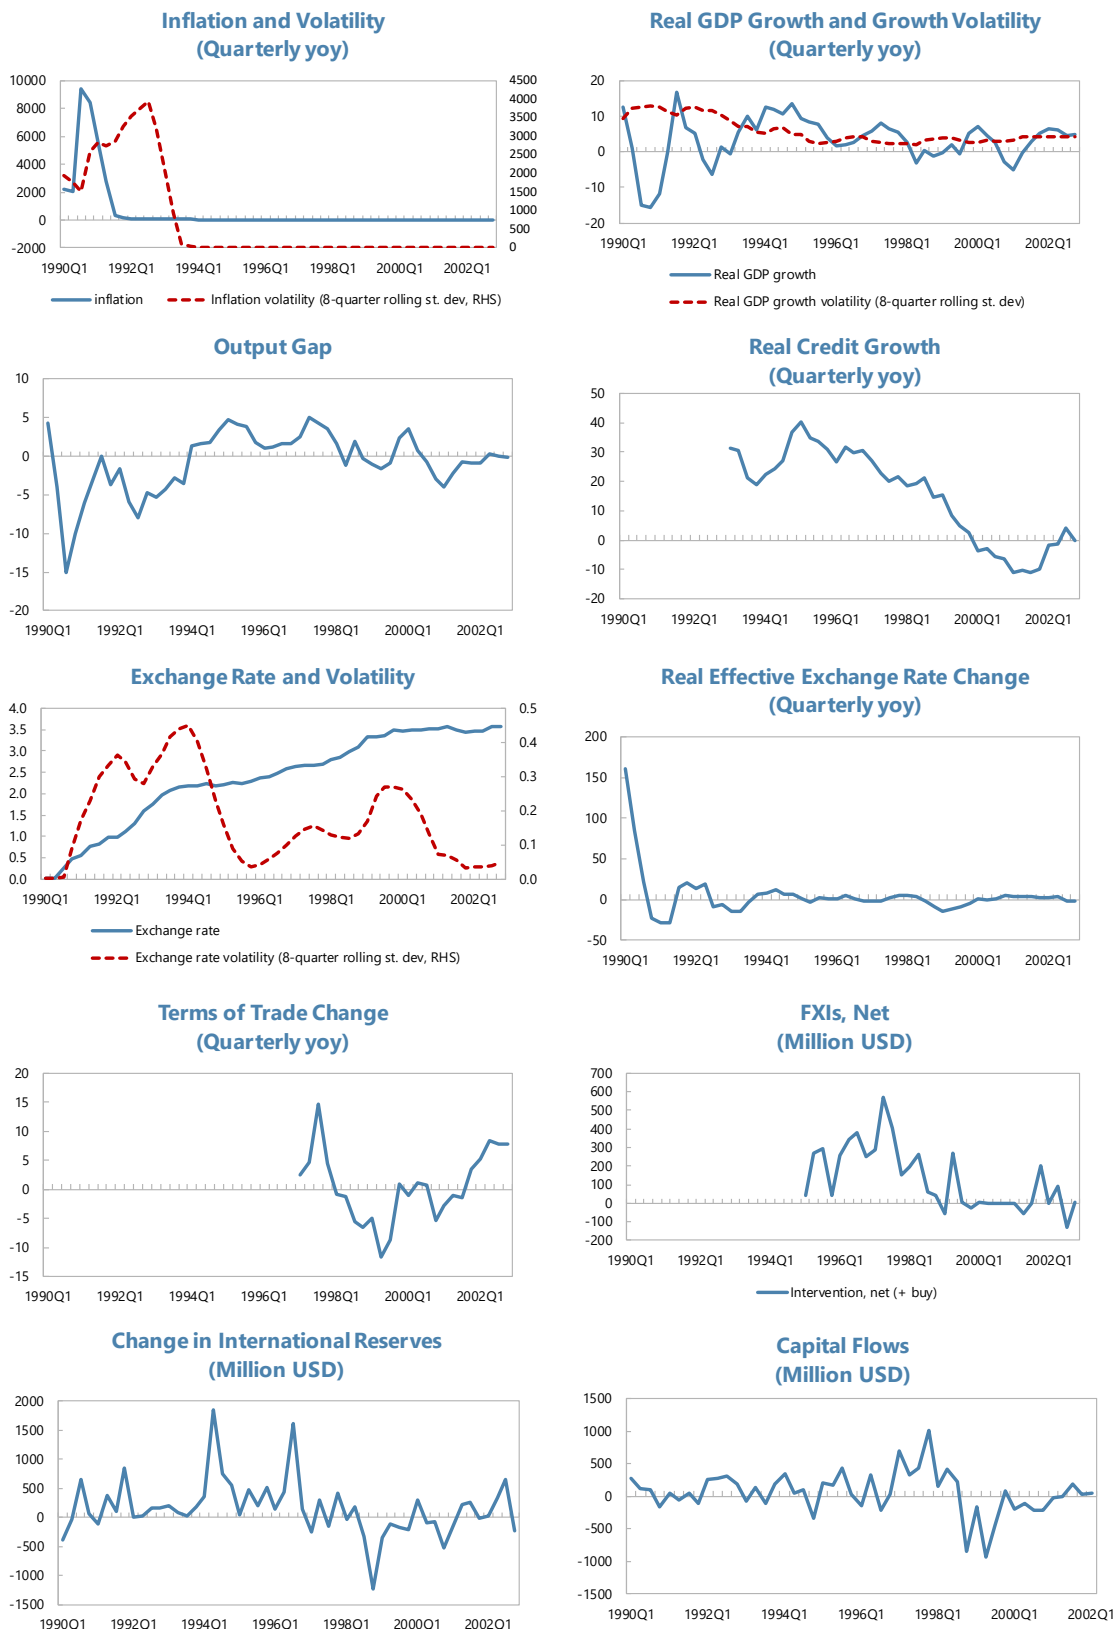 Inflation and Volatility
(Quarterly yoy)
10000
8000
6000
4000
2000
0
-2000
4500
4000
3500
3000
2500
2000
1500
1000
500
0
1990Q1 1992Q1 1994Q1 1996Q1 1998Q1 2000Q1 2002Q1
inflation Inflation volatility (8-quarter rolling st. dev, RHS)
Real GDP Growth and Growth Volatility
(Quarterly yoy)
20
10
0
-10
-20
1990Q1 1992Q1 1994Q1 1996Q1 1998Q1 2000Q1 2002Q1
Real GDP growth
Real GDP growth volatility (8-quarter rolling st. dev)
Output Gap
10
5
0
-5
-10
-15
-20
1990Q1 1992Q1 1994Q1 1996Q1 1998Q1 2000Q1 2002Q1
Real Credit Growth
(Quarterly yoy)
50
40
30
20
10
0
-10
-20
1990Q1 1992Q1 1994Q1 1996Q1 1998Q1 2000Q1 2002Q1
Exchange Rate and Volatility
4.0
3.5
3.0
2.5
2.0
1.5
1.0
0.5
0.0
0.5
0.4
0.3
0.2
0.1
0.0
1990Q1 1992Q1 1994Q1 1996Q1 1998Q1 2000Q1 2002Q1
Exchange rate
Exchange rate volatility (8-quarter rolling st. dev, RHS)
Real Effective Exchange Rate Change
(Quarterly yoy)
200
150
100
50
0
-50
1990Q1 1992Q1 1994Q1 1996Q1 1998Q1 2000Q1 2002Q1
Terms of Trade Change
(Quarterly yoy)
20
15
10
5
0
-5
-10
-15
1990Q1 1992Q1 1994Q1 1996Q1 1998Q1 2000Q1 2002Q1
FXIs, Net
(Million USD)
700
600
500
400
300
200
100
0
-100
-200
1990Q1 1992Q1 1994Q1 1996Q1 1998Q1 2000Q1 2002Q1
Intervention, net (+ buy)
Change in International Reserves
(Million USD)
2000
1500
1000
500
0
-500
-1000
-1500
1990Q1 1992Q1 1994Q1 1996Q1 1998Q1 2000Q1 2002Q1
Capital Flows
(Million USD)
1500
1000
500
0
-500
-1000
-1500
1990Q1 1992Q1 1994Q1 1996Q1 1998Q1 2000Q1 2002Q1